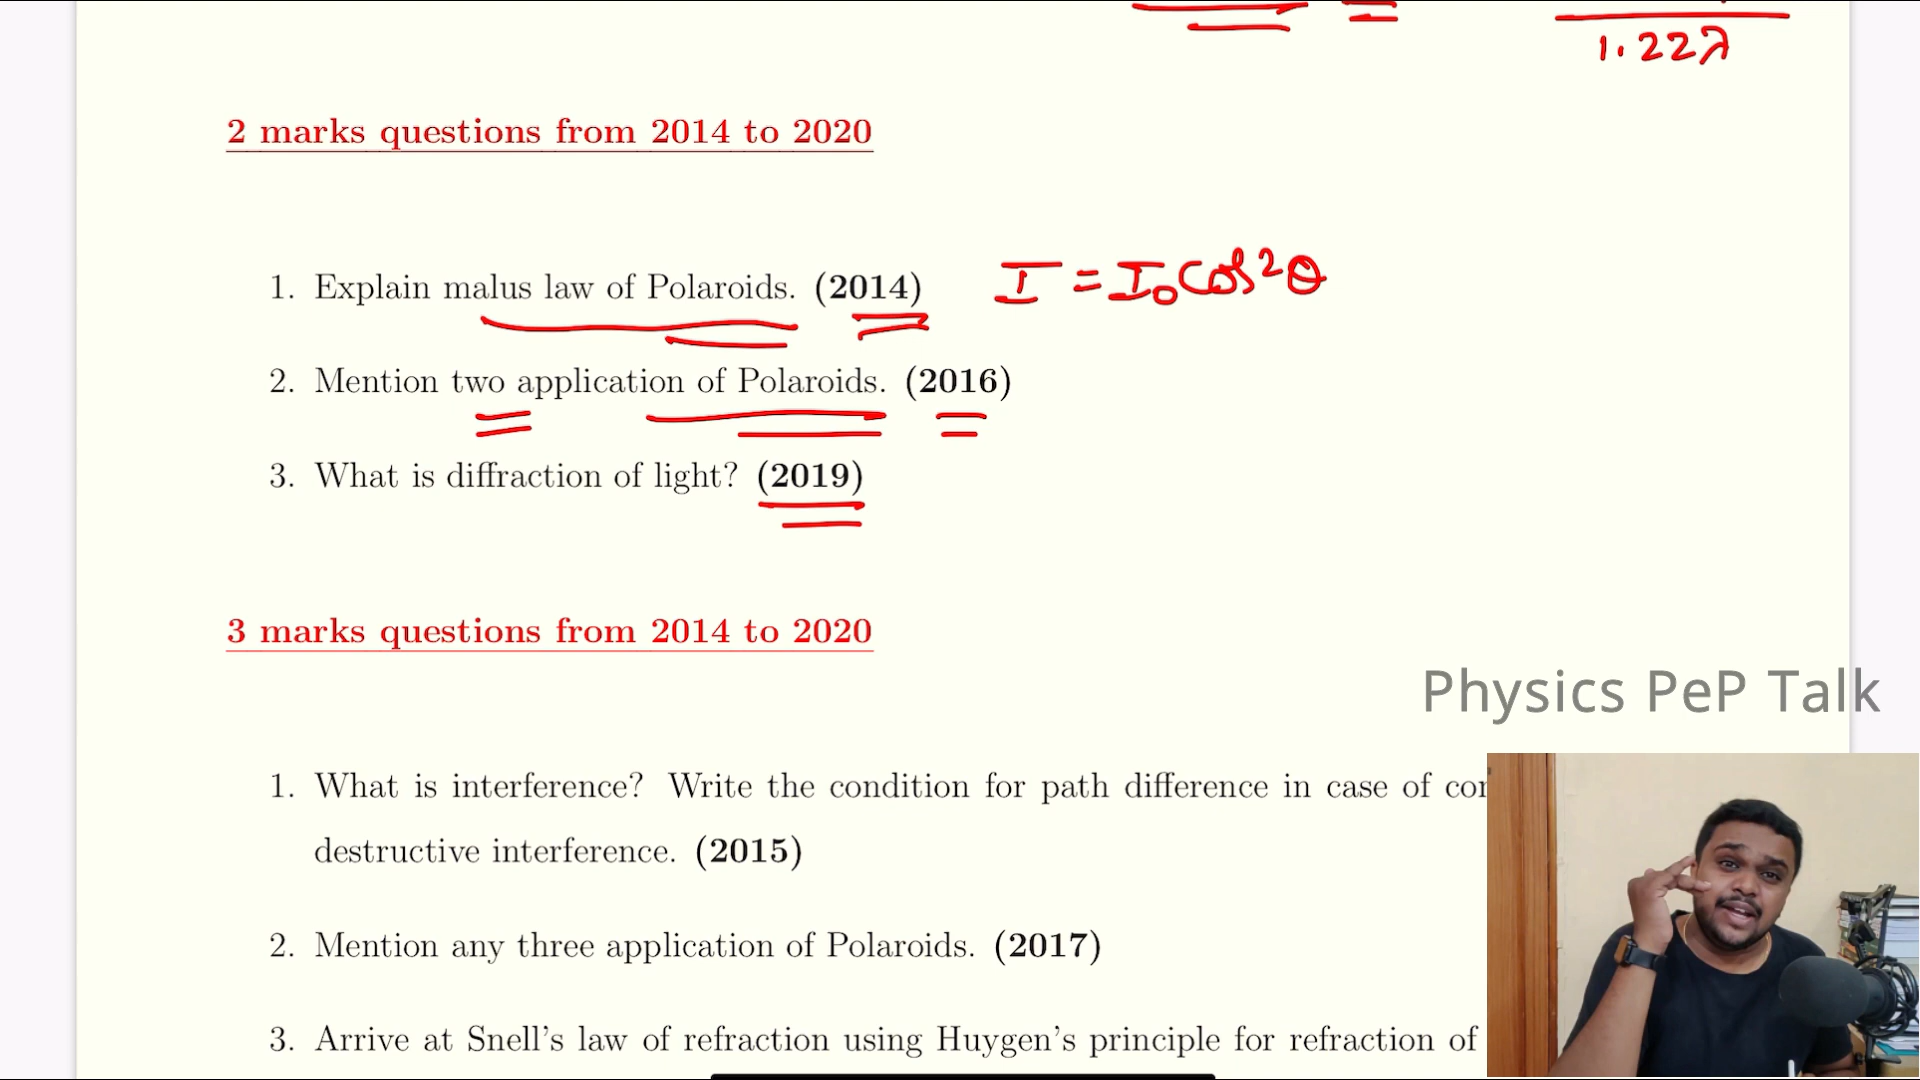 1.22λ
2 marks questions from 2014 to 2020
1. Explain malus law of Polaroids. (2014) I = I₀ Cos²θ
2. Mention two application of Polaroids. (2016)
3. What is diffraction of light? (2019)
3 marks questions from 2014 to 2020
Physics PeP Talk
1. What is interference? Write the condition for path difference in case of
destructive interference. (2015)
2. Mention any three application of Polaroids. (2017)
3. Arrive at Snell's law of refraction using Huygen's principle for refraction of